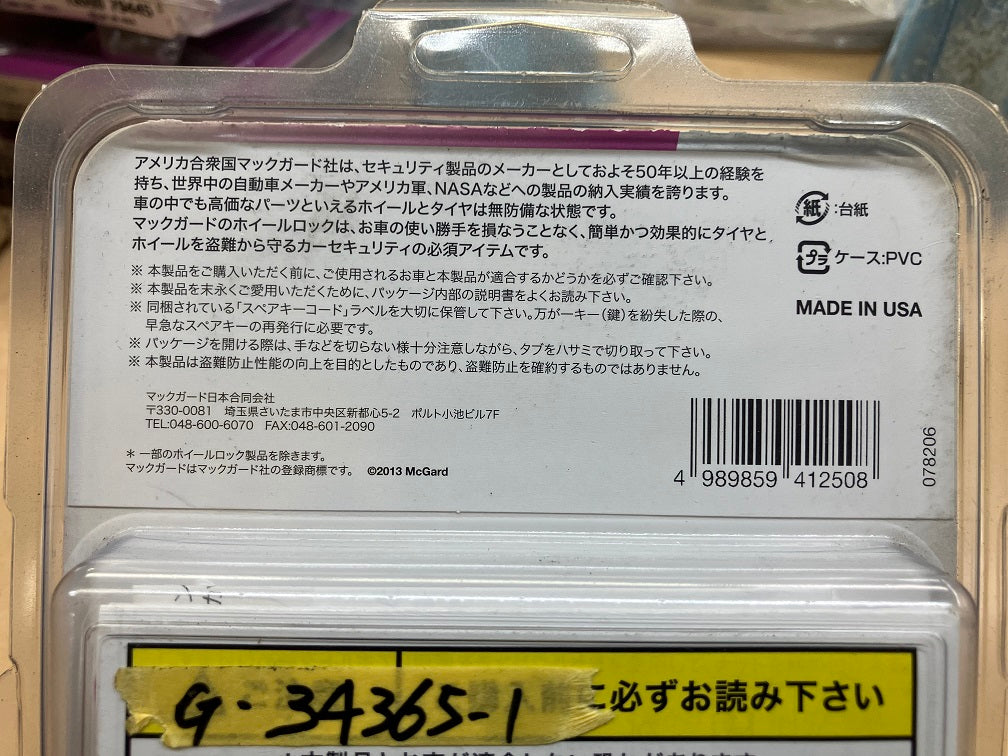 アメリカ合衆国マックガード社は、セキュリティ製品のメーカーとしておよそ50年以上の経験を
持ち、世界中の自動車メーカーやアメリカ軍、NASAなどへの製品の納入実績を誇ります。
車の中でも高価なパーツといえるホイールとタイヤは無防備な状態です。
マックガードのホイールロックは、お車の使い勝手を損なうことなく、簡単かつ効果的にタイヤと
ホイールを盗難から守るカーセキュリティの必須アイテムです。
※ 本製品をご購入いただく前に、ご使用されるお車と本製品が適合するかどうかを必ずご確認下さい。
※ 本製品を末永くご愛用いただくために、パッケージ内部の説明書をよくお読み下さい。
※ 同梱されている「スペアキーコード」ラベルを大切に保管して下さい。万が一キー(鍵)を紛失した際の、
早急なスペアキーの再発行に必要です。
※ パッケージを開ける際は、手などを切らない様十分注意しながら、タブをハサミで切り取って下さい。
※ 本製品は盗難防止性能の向上を目的としたものであり、盗難防止を確約するものではありません。
マックガード日本合同会社
〒330-0081 埼玉県さいたま市中央区新都心5-2 ポルト小池ビル7F
TEL:048-600-6070 FAX:048-601-2090
* 一部のホイールロック製品を除きます。
マックガードはマックガード社の登録商標です。 ©2013 McGard
紙:台紙
プラ ケース:PVC
MADE IN USA
4 989859 412508
078206
G・34365-1
に必ずお読み下さい